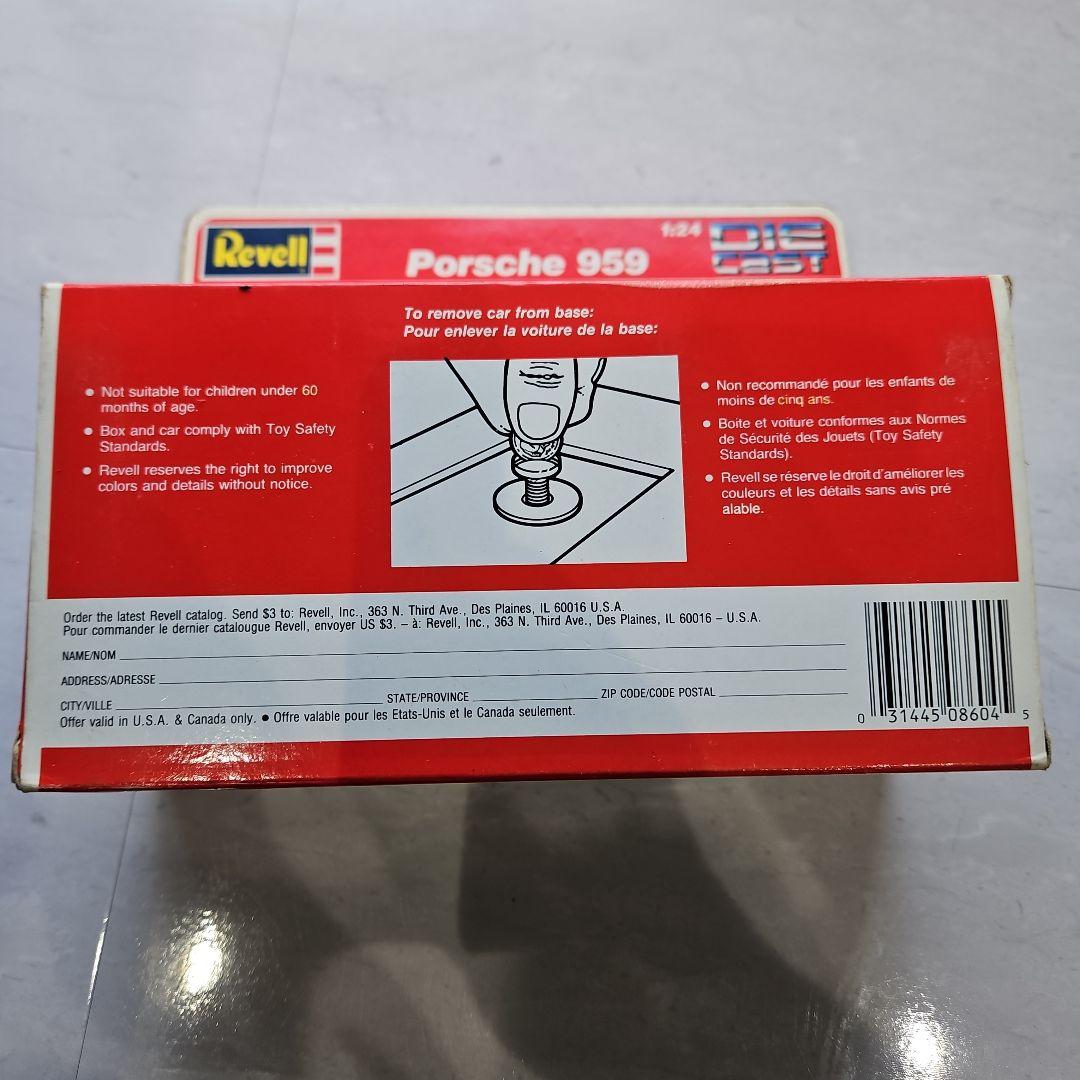 Revell
Porsche 959
1:24
DIE
CAST
To remove car from base:
Pour enlever la voiture de la base:
● Not suitable for children under 60
months of age.
● Box and car comply with Toy Safety
Standards.
● Revell reserves the right to improve
colors and details without notice.
● Non recommandé pour les enfants de
moins de cinq ans.
● Boite et voiture conformes aux Normes
de Sécurité des Jouets (Toy Safety
Standards).
● Revell se réserve le droit d'améliorer les
couleurs et les détails sans avis pré
alable.
Order the latest Revell catalog. Send $3 to: Revell, Inc., 363 N. Third Ave., Des Plaines, IL 60016 U.S.A.
Pour commander le dernier catalougue Revell, envoyer US $3. – à: Revell, Inc., 363 N. Third Ave., Des Plaines, IL 60016 – U.S.A.
NAME/NOM
ADDRESS/ADRESSE
CITY/VILLE STATE/PROVINCE ZIP CODE/CODE POSTAL
Offer valid in U.S.A. & Canada only. ● Offre valable pour les Etats-Unis et le Canada seulement.
0 31445 08604 5